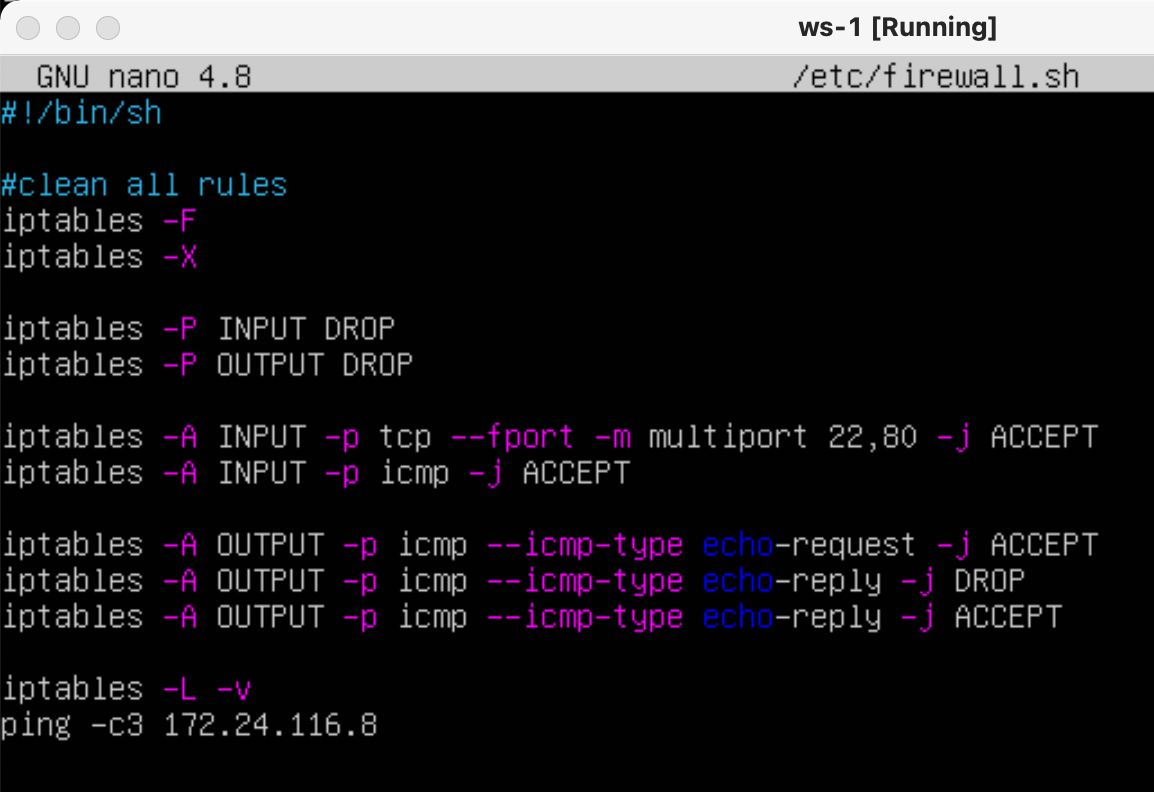 ws-1 [Running]
GNU nano 4.8 /etc/firewall.sh
#!/bin/sh
#clean all rules
iptables -F
iptables -X
iptables -P INPUT DROP
iptables -P OUTPUT DROP
iptables -A INPUT -p tcp --fport -m multiport 22,80 -j ACCEPT
iptables -A INPUT -p icmp -j ACCEPT
iptables -A OUTPUT -p icmp --icmp-type echo-request -j ACCEPT
iptables -A OUTPUT -p icmp --icmp-type echo-reply -j DROP
iptables -A OUTPUT -p icmp --icmp-type echo-reply -j ACCEPT
iptables -L -v
ping -c3 172.24.116.8